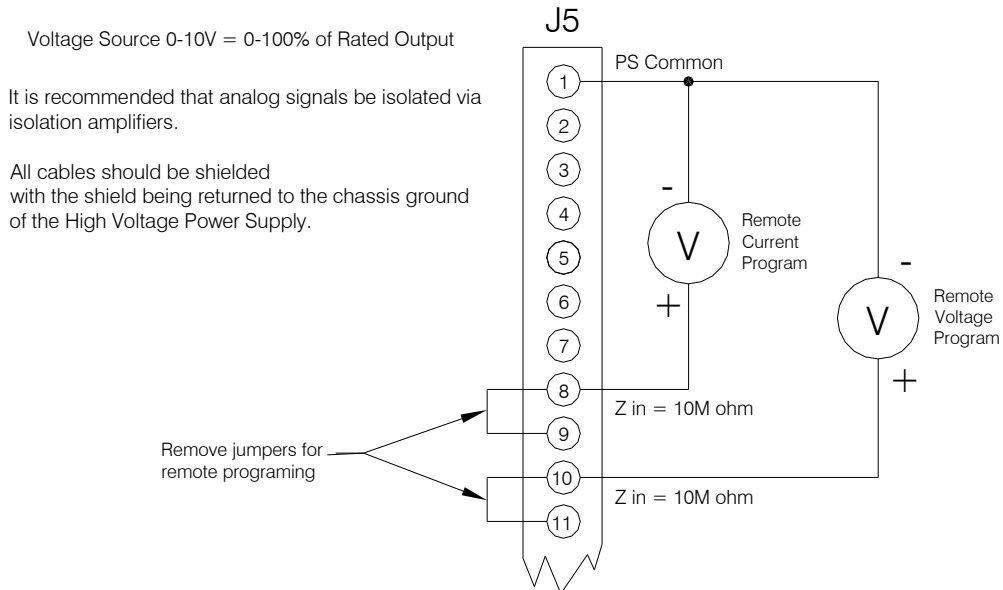 J5
Voltage Source 0-10V = 0-100% of Rated Output
PS Common
It is recommended that analog signals be isolated via
isolation amplifiers.
All cables should be shielded
with the shield being returned to the chassis ground
of the High Voltage Power Supply.
1
2
3
4
5
6
7
8
9
10
11
-
V
+
Remote
Current
Program
-
V
+
Remote
Voltage
Program
Z in = 10M ohm
Remove jumpers for
remote programing
Z in = 10M ohm